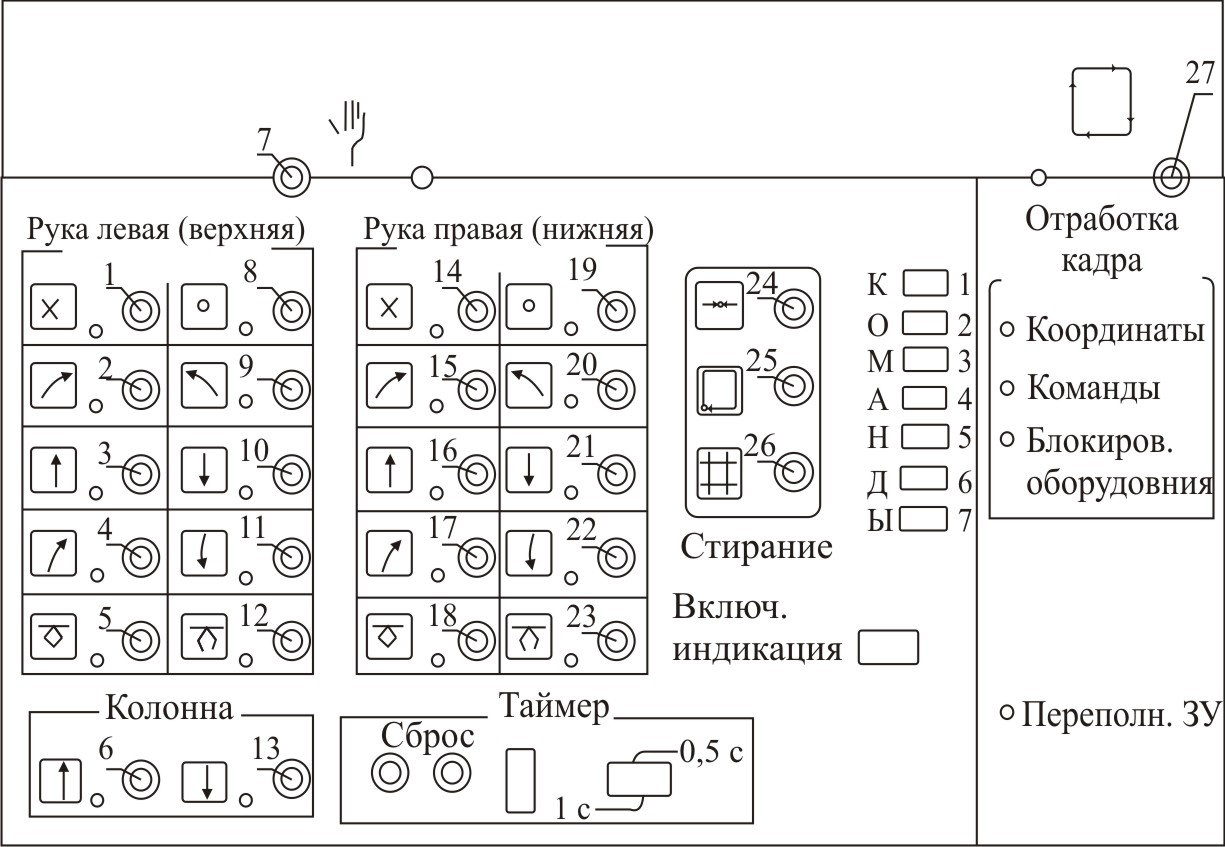 27
7
Рука левая (верхняя)
Рука правая (нижняя)
Отработка
кадра
1 8 14 19 24
2 9 15 20 25
3 10 16 21 26
4 11 17 22
5 12 18 23
К 1
О 2
М 3
А 4
Н 5
Д 6
Ы 7
Координаты
Команды
Блокиров.
оборудовния
Стирание
Включ.
индикация
Колонна
6 13
Таймер
Сброс
0,5 с
1 с
Переполн. ЗУ